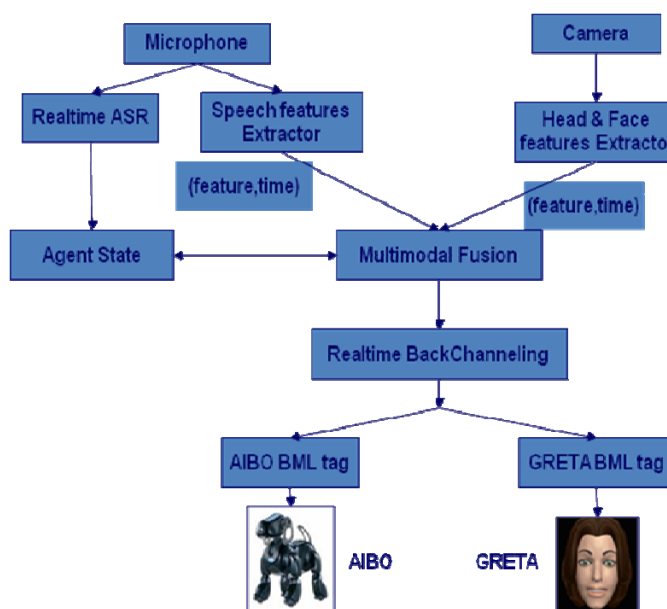 Microphone
Camera
Realtime ASR
Speech features
Extractor
Head & Face
features Extracto
(feature,time)
(feature,time)
Agent State
Multimodal Fusion
Realtime BackChanneling
AIBO BML tag
GRETA BML tag
AIBO
GRETA